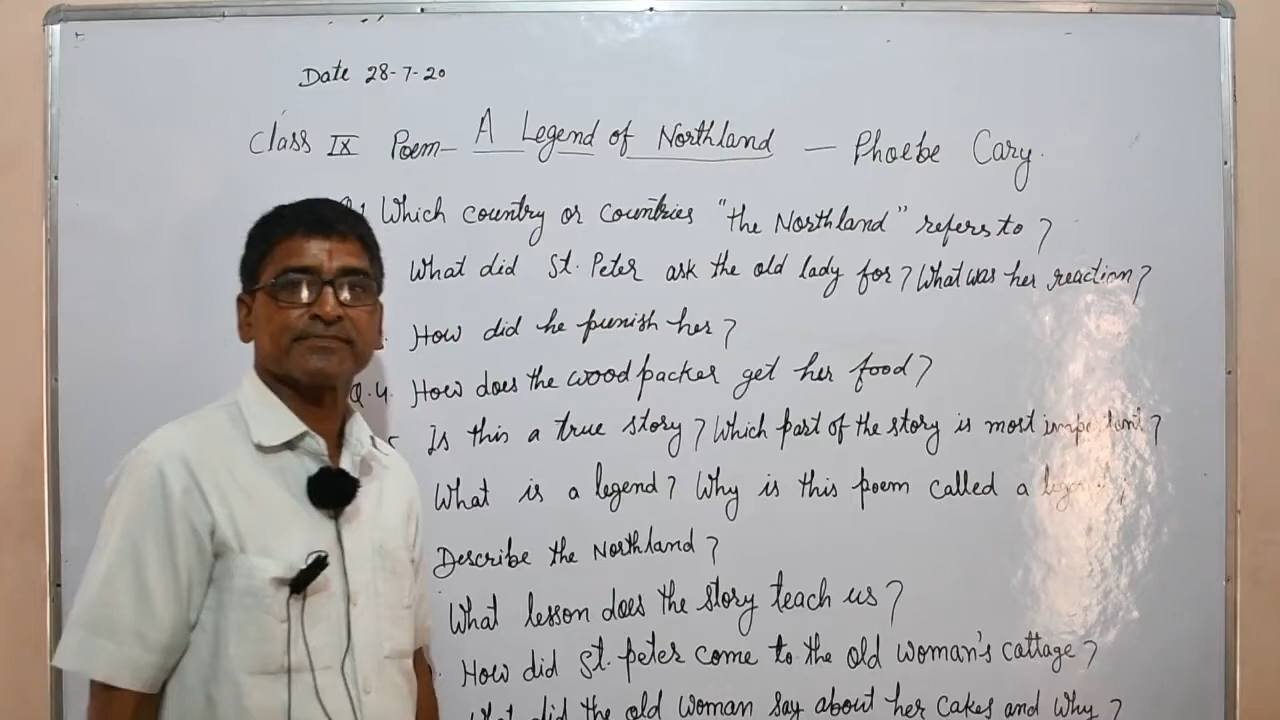 Date 28-7-20
Class IX Poem- A Legend of Northland - Phoebe Cary.
Which country or countries "the Northland" refers to?
What did St. Peter ask the old lady for? What was her reaction?
How did he punish her?
Q.4. How does the woodpacker get her food?
Is this a true story? Which part of the story is most important?
What is a legend? Why is this poem called a legend?
Describe the Northland?
What lesson does the story teach us?
How did St. peter come to the old woman's cattage?
What did the old woman say about her cakes and why?